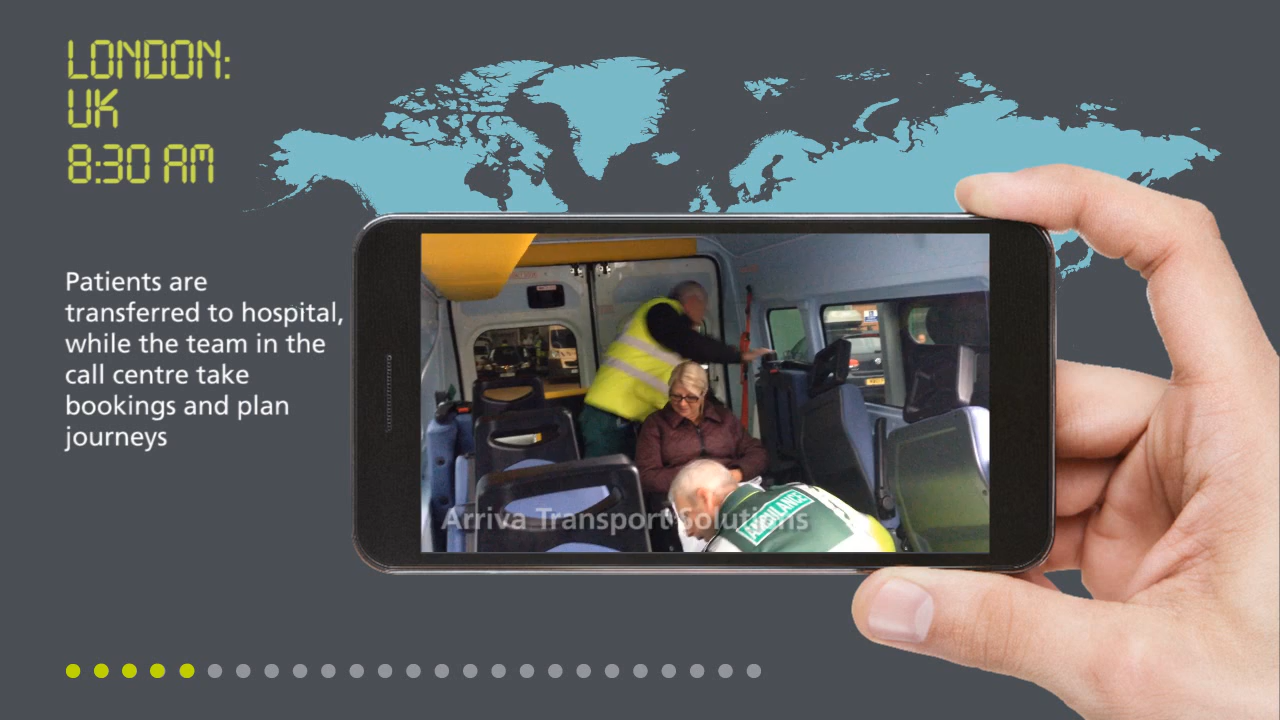 LONDON:
UK
8:30 AM
Patients are
transferred to hospital,
while the team in the
call centre take
bookings and plan
journeys
AMBULANCE
Arriva Transport Solutions